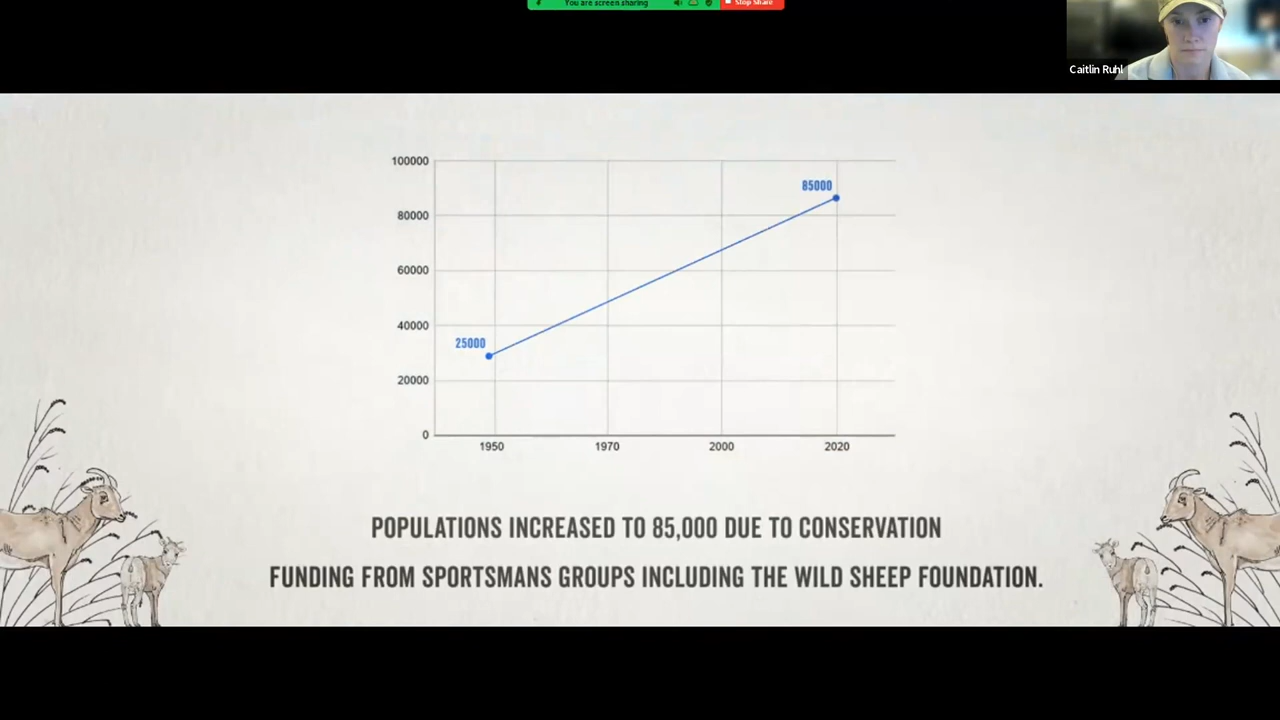 You are screen sharing
Stop Share
Caitlin Ruhl
100000
80000
60000
40000
20000
0
85000
25000
1950 1970 2000 2020
POPULATIONS INCREASED TO 85,000 DUE TO CONSERVATION
FUNDING FROM SPORTSMANS GROUPS INCLUDING THE WILD SHEEP FOUNDATION.